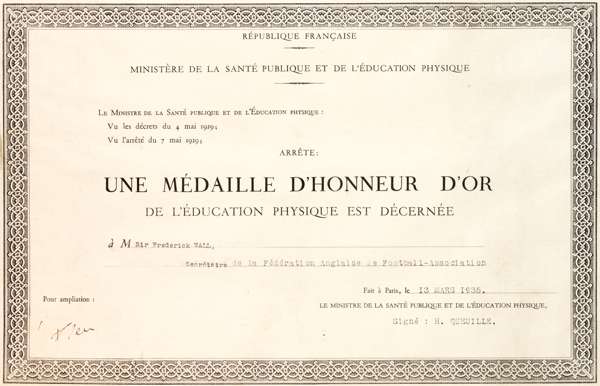 RÉPUBLIQUE FRANÇAISE
MINISTÈRE DE LA SANTÉ PUBLIQUE ET DE L'ÉDUCATION PHYSIQUE
LE MINISTRE DE LA SANTÉ PUBLIQUE ET DE L'ÉDUCATION PHYSIQUE :
Vu les décrets du 4 mai 1929;
Vu l'arrêté du 7 mai 1929;
ARRÊTE:
UNE MÉDAILLE D'HONNEUR D'OR
DE L'ÉDUCATION PHYSIQUE EST DÉCERNÉE
à M Sir Frederick WALL,
Secrétaire de la Fédération Anglaise de Football-Association
Fait à Paris, le 13 MARS 1935.
Pour ampliation :
LE MINISTRE DE LA SANTÉ PUBLIQUE ET DE L'ÉDUCATION PHYSIQUE,
Signé : H. QUEUILLE.